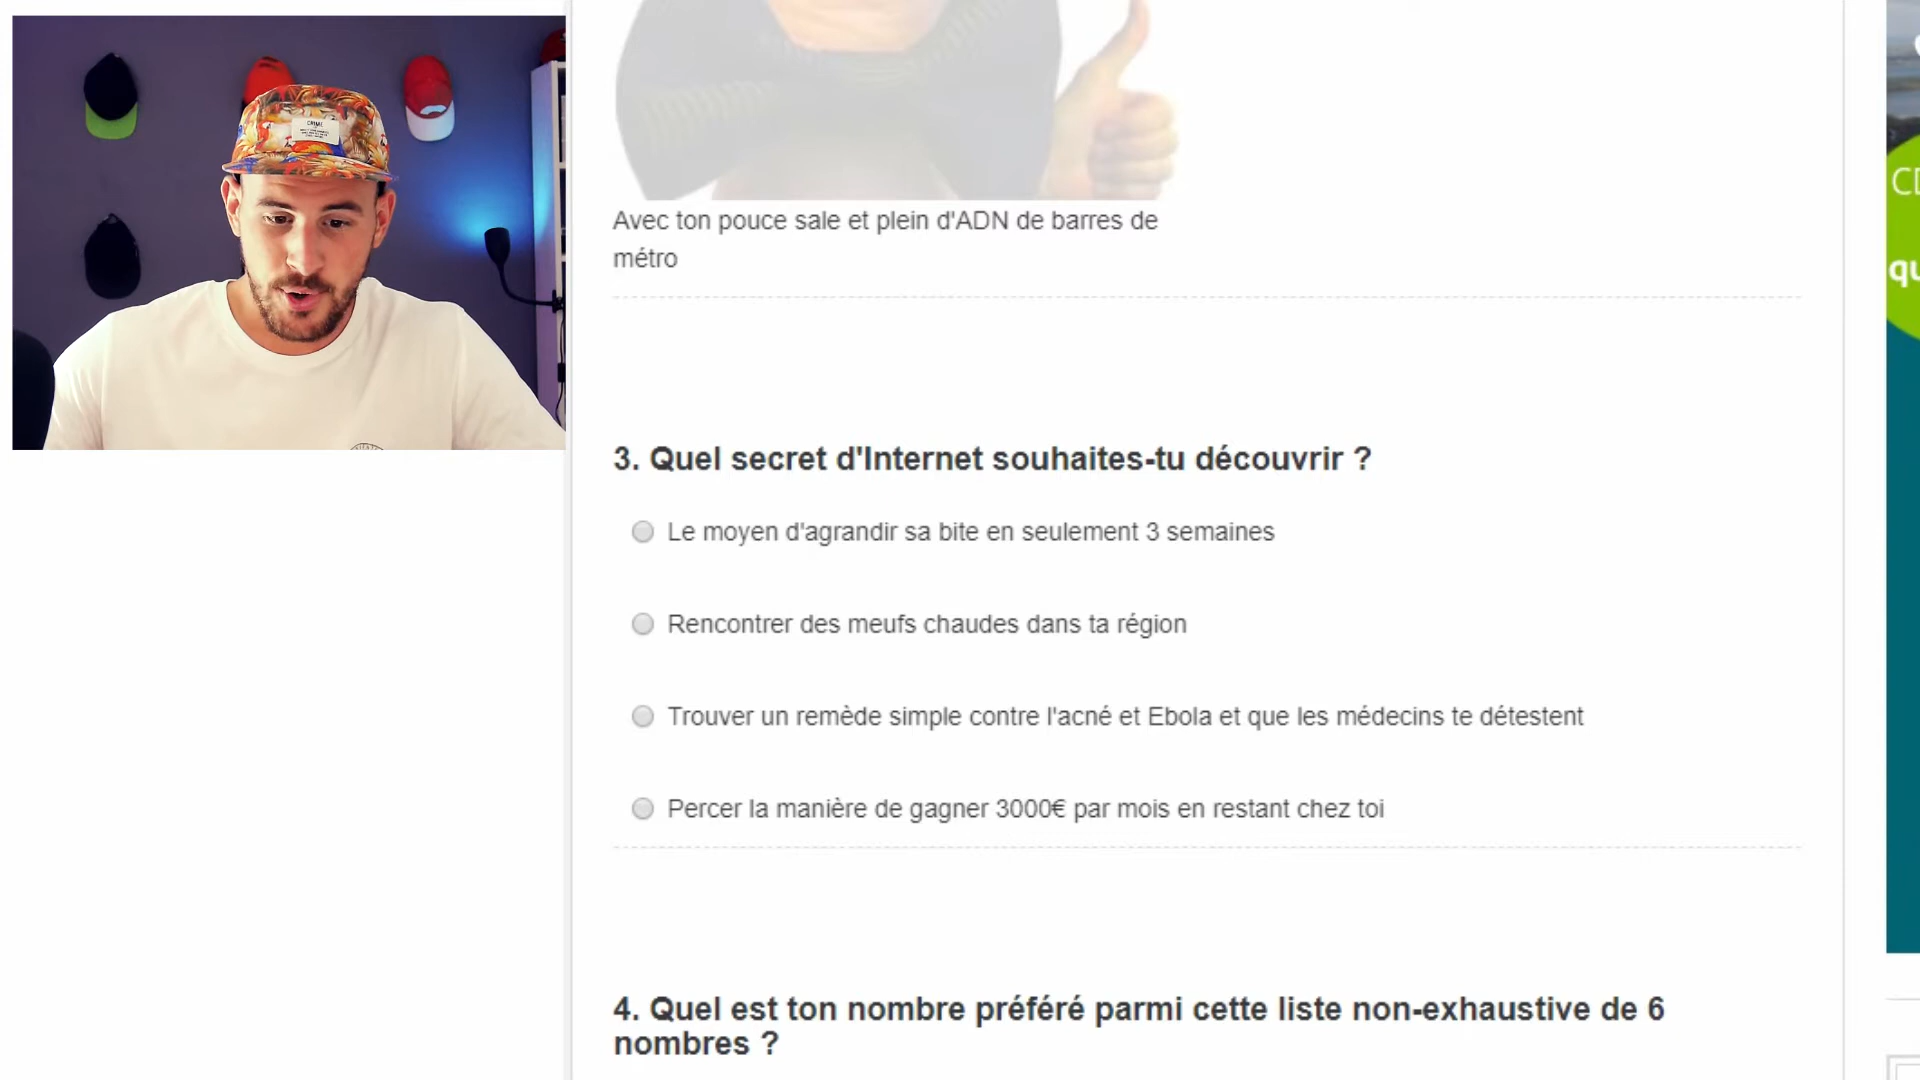 Avec ton pouce sale et plein d'ADN de barres de
métro
3. Quel secret d'Internet souhaites-tu découvrir ?
Le moyen d'agrandir sa bite en seulement 3 semaines
Rencontrer des meufs chaudes dans ta région
Trouver un remède simple contre l'acné et Ebola et que les médecins te détestent
Percer la manière de gagner 3000€ par mois en restant chez toi
4. Quel est ton nombre préféré parmi cette liste non-exhaustive de 6
nombres ?